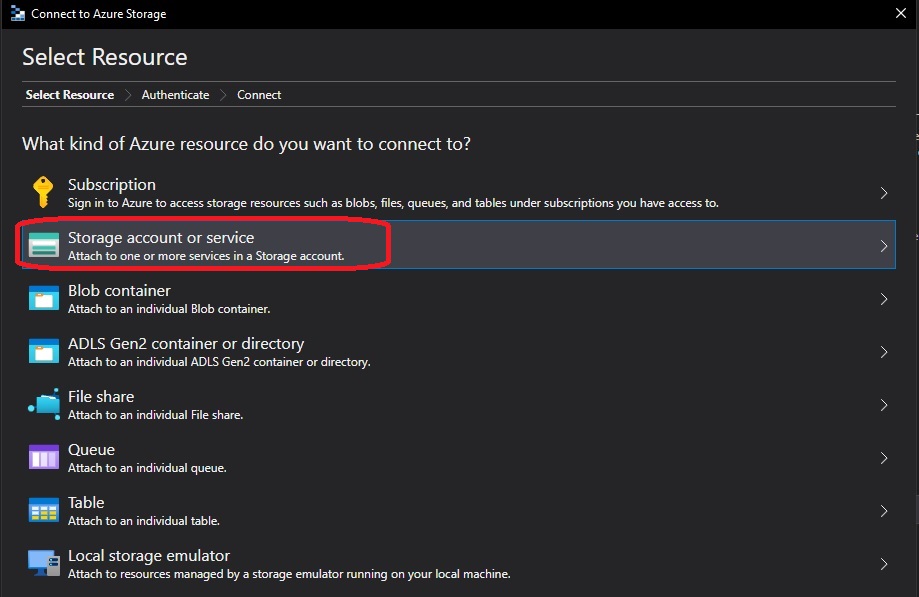 Connect to Azure Storage
Select Resource
Select Resource
Authenticate
Connect
What kind of Azure resource do you want to connect to?
Subscription
Sign in to Azure to access storage resources such as blobs, files, queues, and tables under subscriptions you have access to.
Storage account or service
Attach to one or more services in a Storage account.
Blob container
Attach to an individual Blob container.
ADLS Gen2 container or directory
Attach to an individual ADLS Gen2 container or directory.
File share
Attach to an individual File share.
Queue
Attach to an individual queue.
Table
Attach to an individual table.
Local storage emulator
Attach to resources managed by a storage emulator running on your local machine.